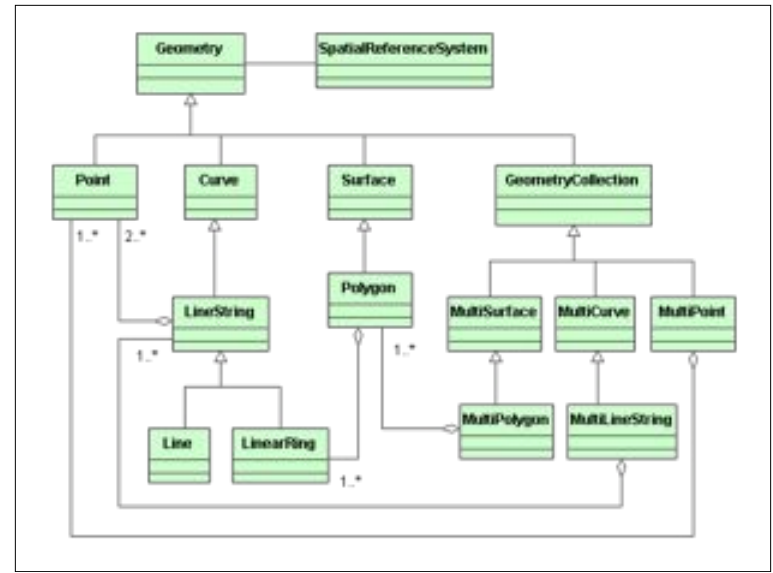 Geometry
SpatialReferenceSystem
Point
Curve
Surface
GeometryCollection
1..*
2..*
LineString
Polygon
MultiSurface
MultiCurve
MultiPoint
1..*
1..*
Line
LinearRing
MultiPolygon
MultiLineString
1..*